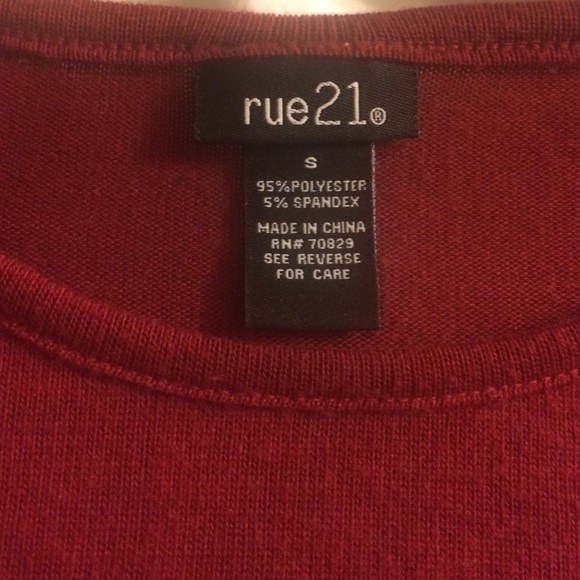 rue21®
S
95%POLYESTER
5% SPANDEX
MADE IN CHINA
RN# 70829
SEE REVERSE
FOR CARE